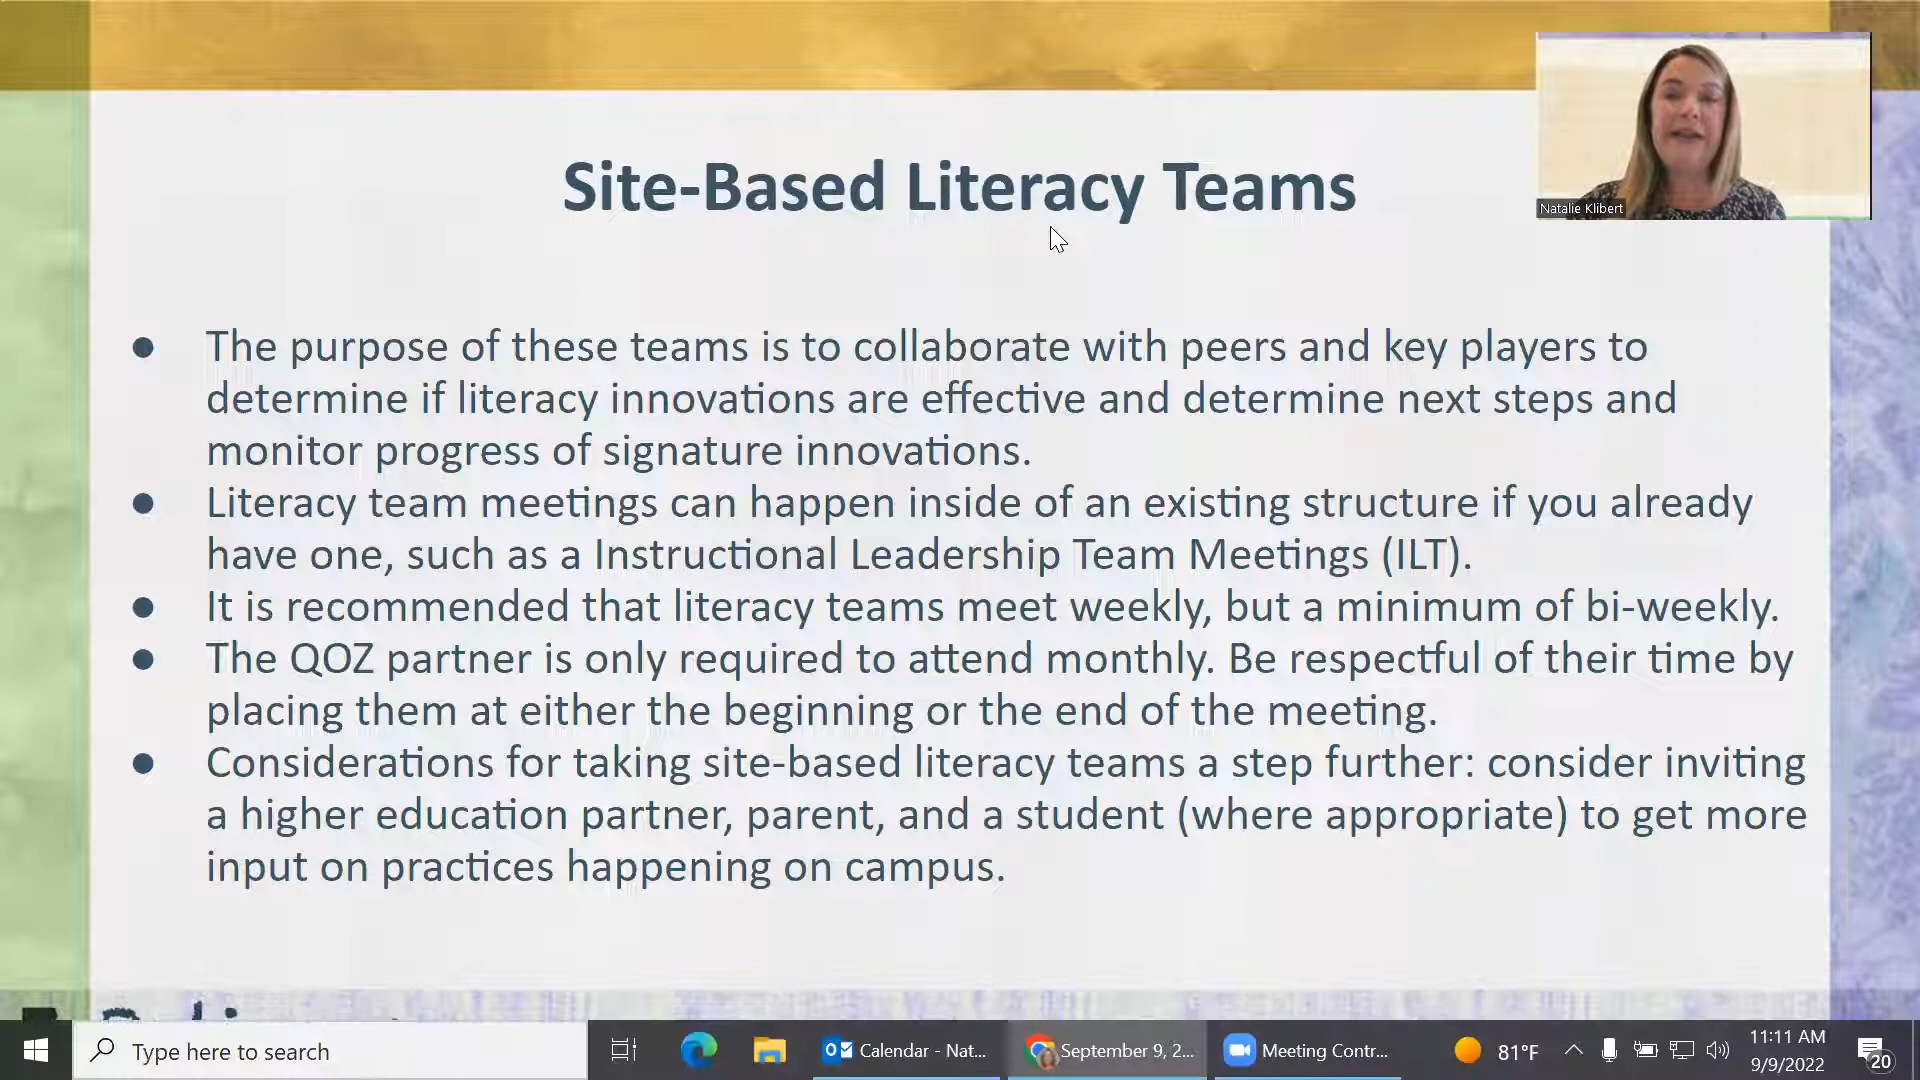 Site-Based Literacy Teams
Natalie Klibert
● The purpose of these teams is to collaborate with peers and key players to
determine if literacy innovations are effective and determine next steps and
monitor progress of signature innovations.
● Literacy team meetings can happen inside of an existing structure if you already
have one, such as a Instructional Leadership Team Meetings (ILT).
● It is recommended that literacy teams meet weekly, but a minimum of bi-weekly.
● The QOZ partner is only required to attend monthly. Be respectful of their time by
placing them at either the beginning or the end of the meeting.
● Considerations for taking site-based literacy teams a step further: consider inviting
a higher education partner, parent, and a student (where appropriate) to get more
input on practices happening on campus.
Type here to search
Calendar - Nat...
September 9, 2...
Meeting Contr...
81°F
11:11 AM
9/9/2022
20